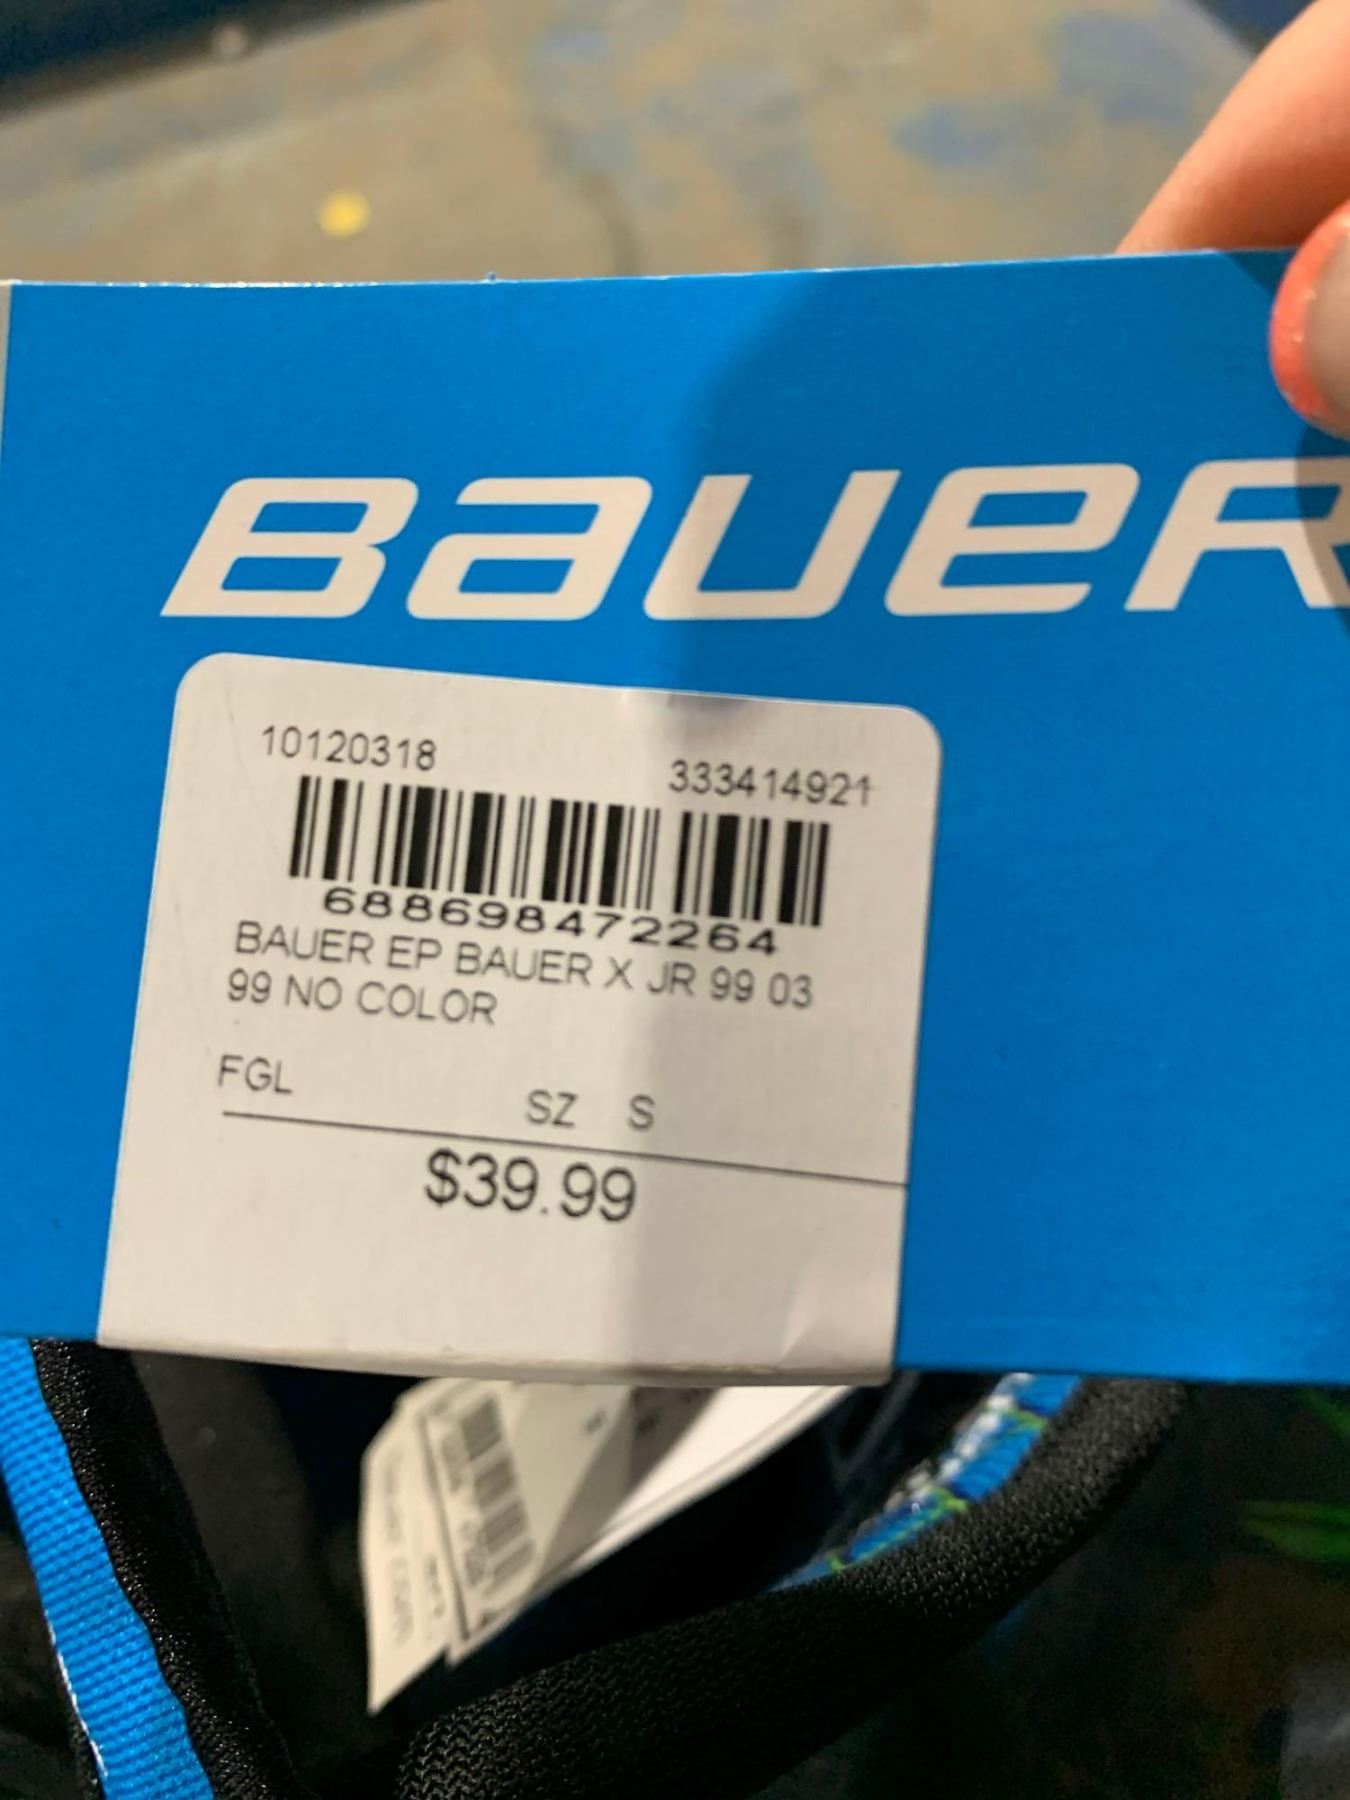 BAUER
10120318 333414921
688698472264
BAUER EP BAUER X JR 99 03
99 NO COLOR
FGL SZ S
$39.99